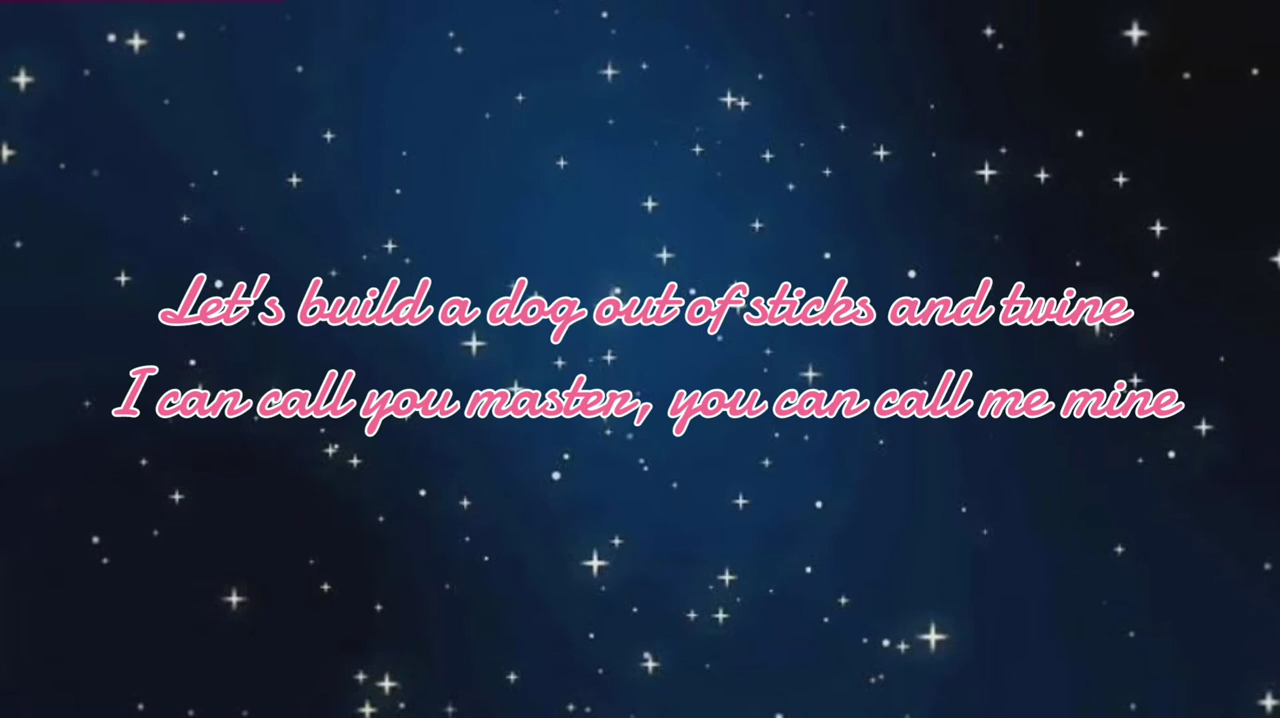 Let's build a dog out of sticks and twine
I can call you master, you can call me mine